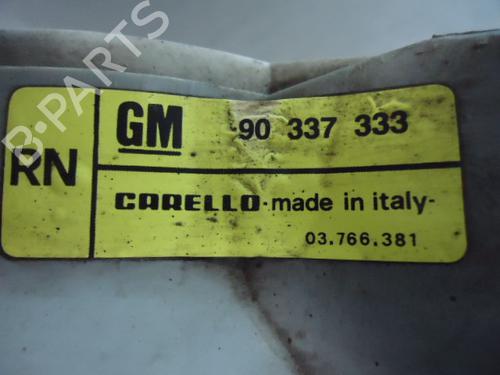 B-PARTS
RN
GM
90 337 333
CARELLO - made in italy-
03.766.381